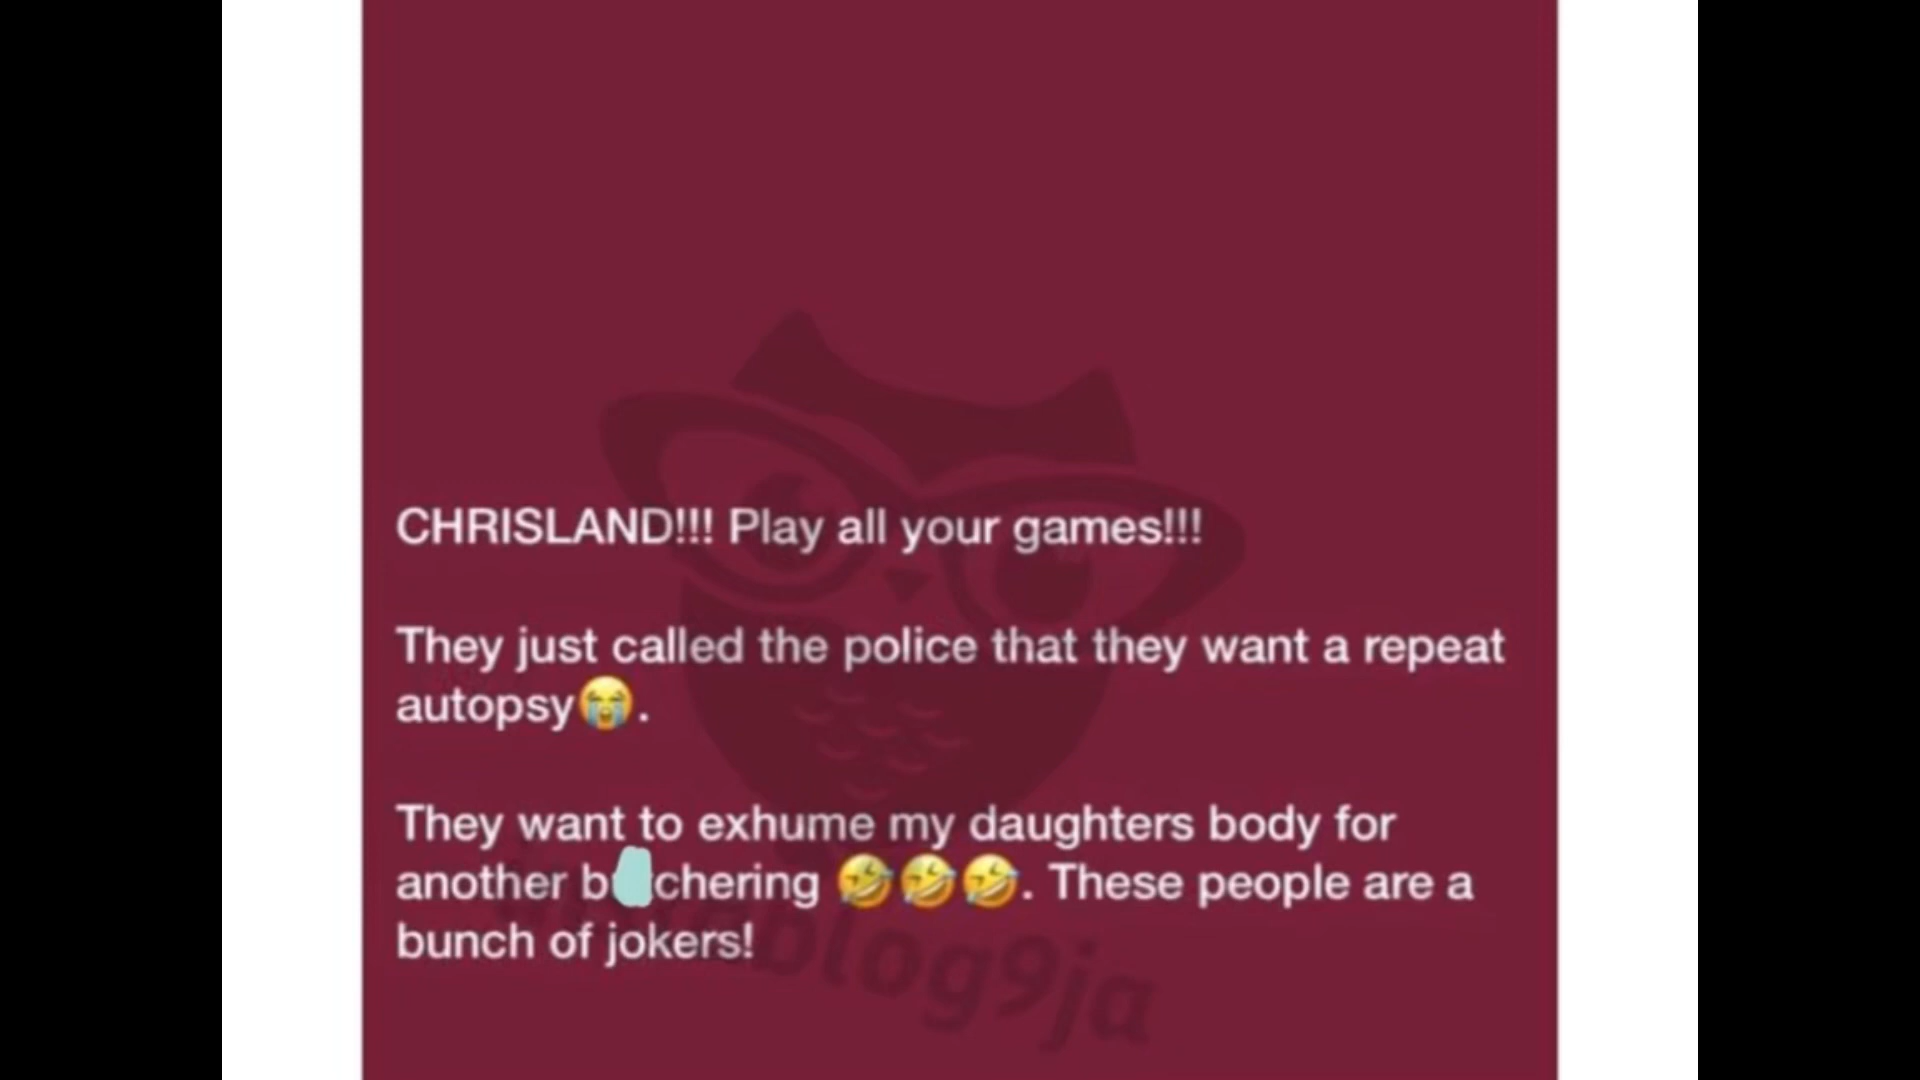 CHRISLAND!!! Play all your games!!!
They just called the police that they want a repeat
autopsy😭.
They want to exhume my daughters body for
another b chering 🤣🤣🤣. These people are a
bunch of jokers!
blog9ja